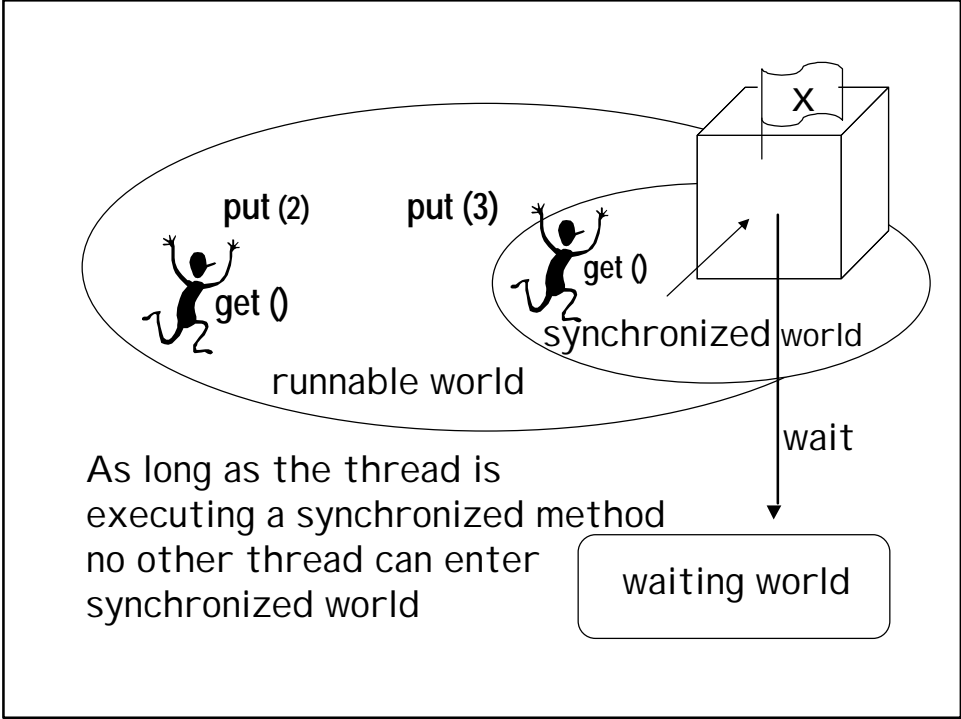 X
put (2)
put (3)
get ()
get ()
synchronized world
runnable world
wait
As long as the thread is
executing a synchronized method
no other thread can enter
synchronized world
waiting world